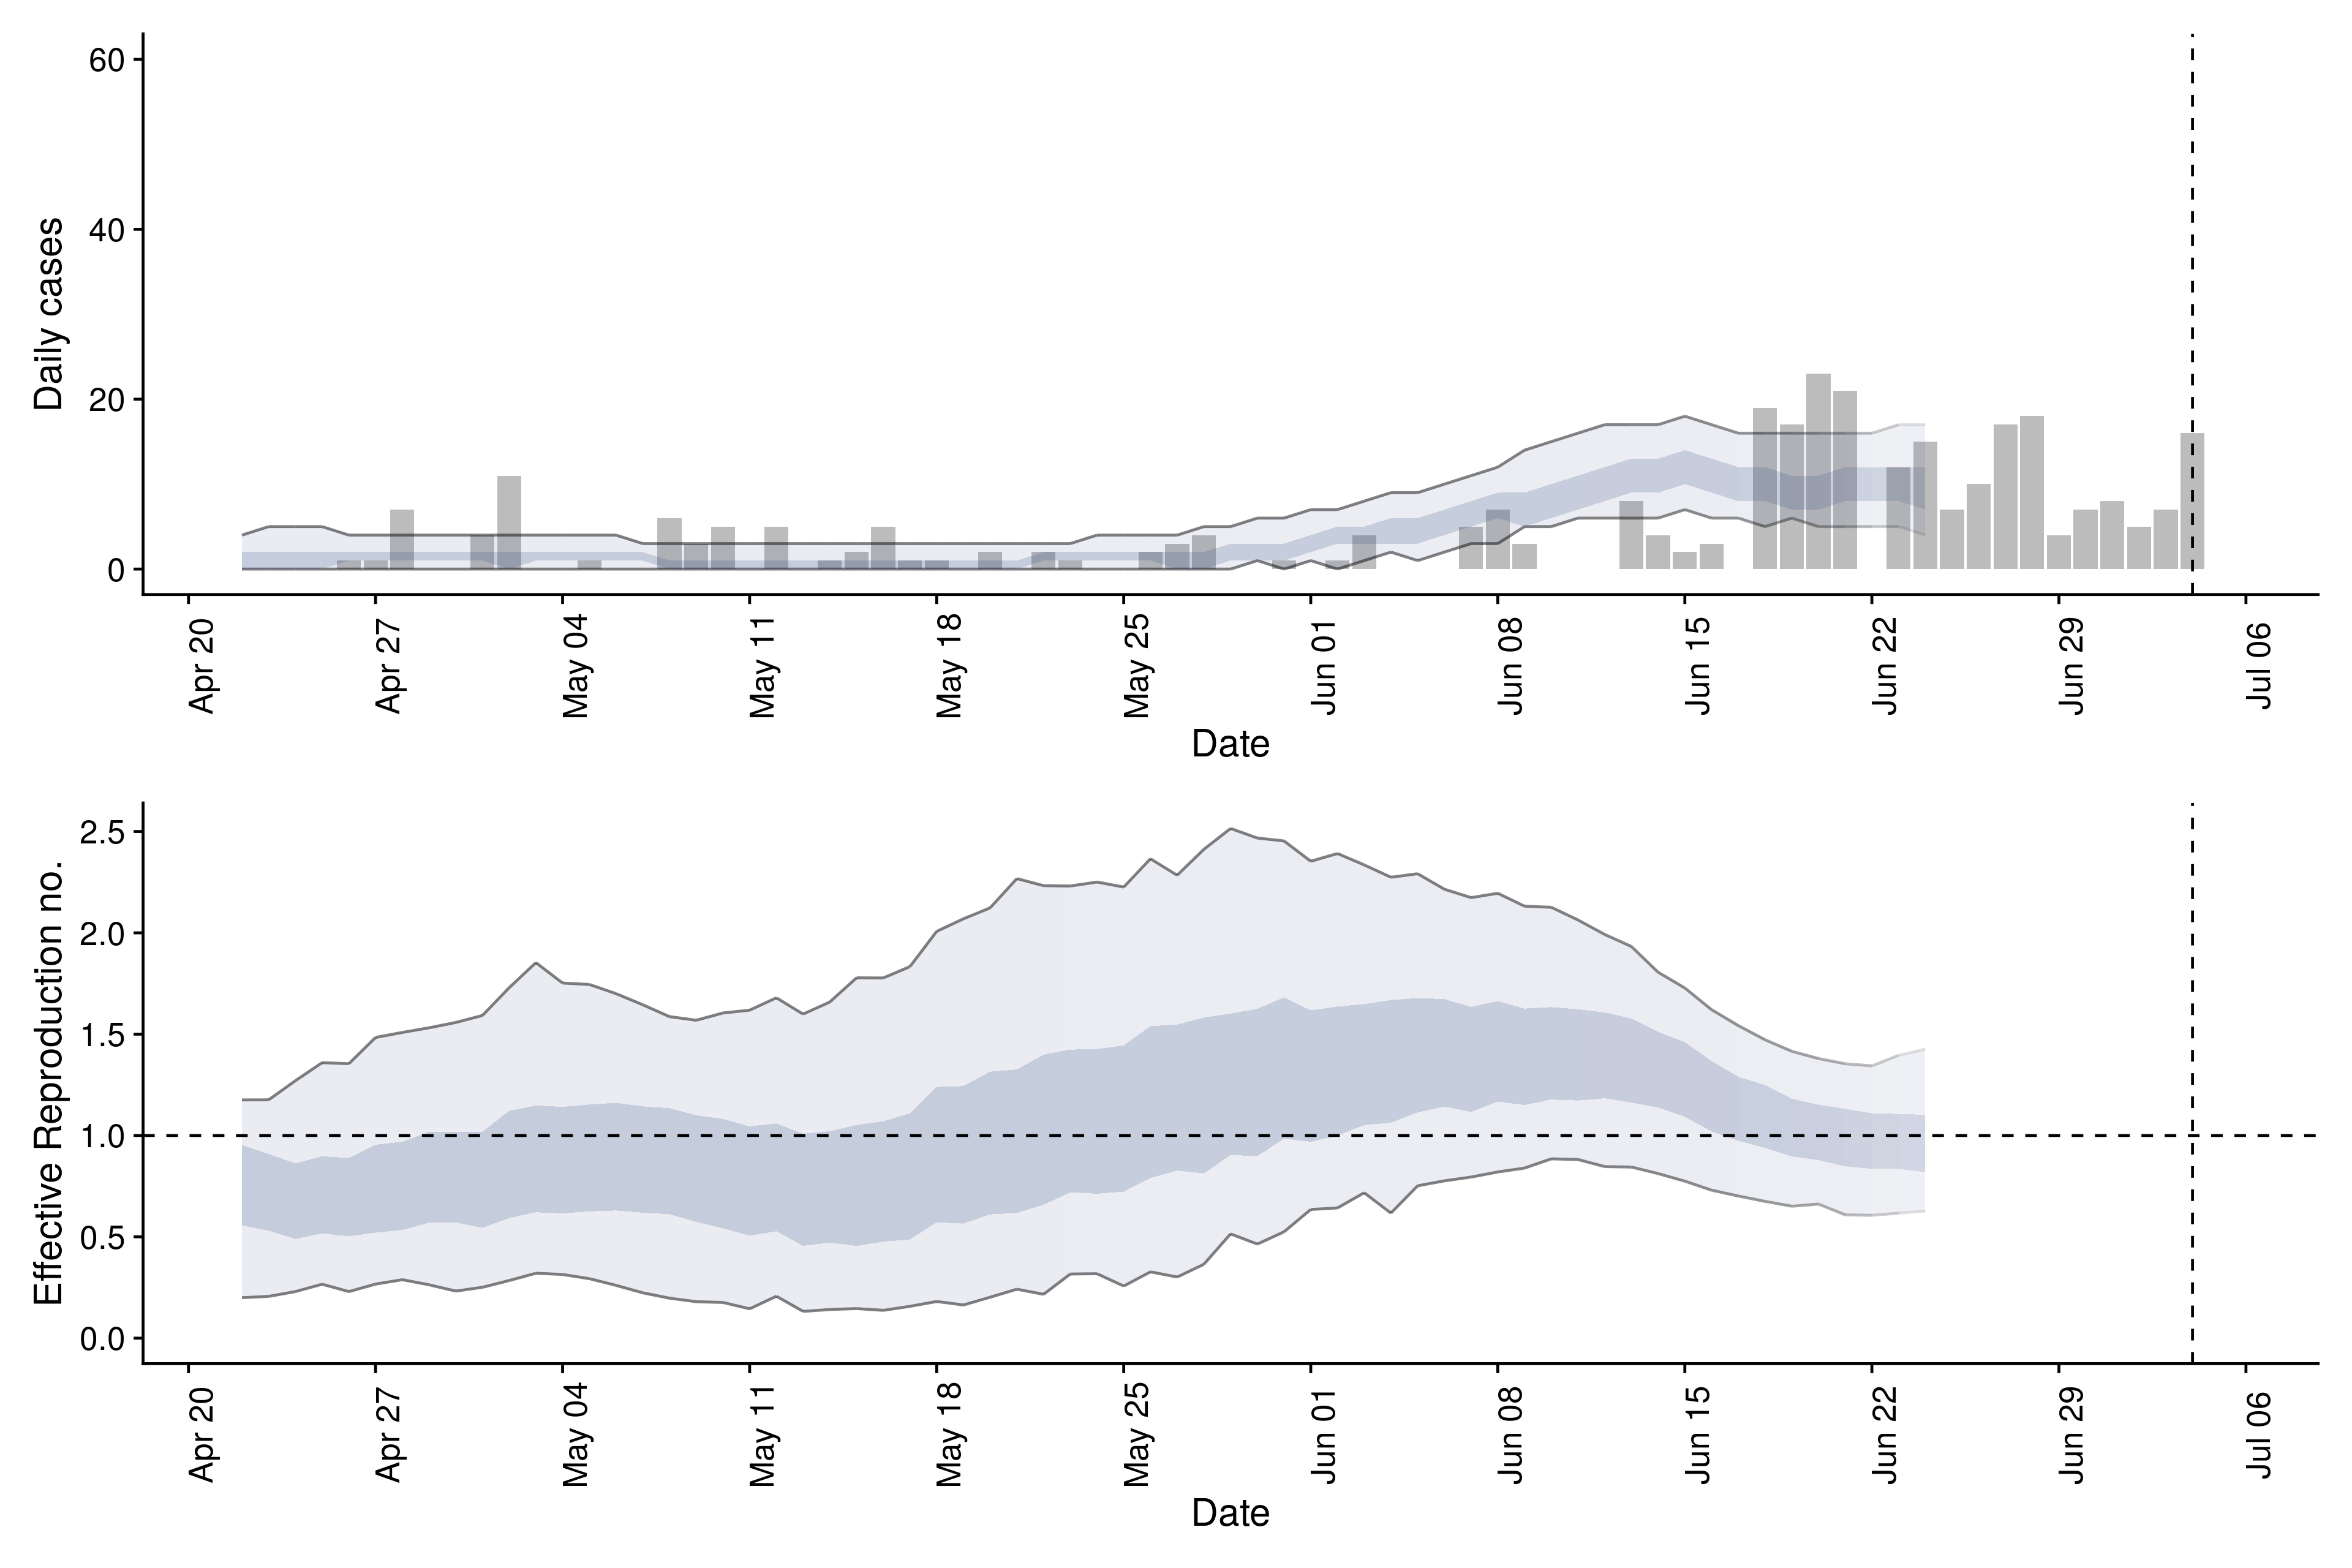 60
40
20
0
Daily cases
Apr 20
Apr 27
May 04
May 11
May 18
May 25
Jun 01
Jun 08
Jun 15
Jun 22
Jun 29
Jul 06
Date
2.5
2.0
1.5
1.0
0.5
0.0
Effective Reproduction no.
Apr 20
Apr 27
May 04
May 11
May 18
May 25
Jun 01
Jun 08
Jun 15
Jun 22
Jun 29
Jul 06
Date